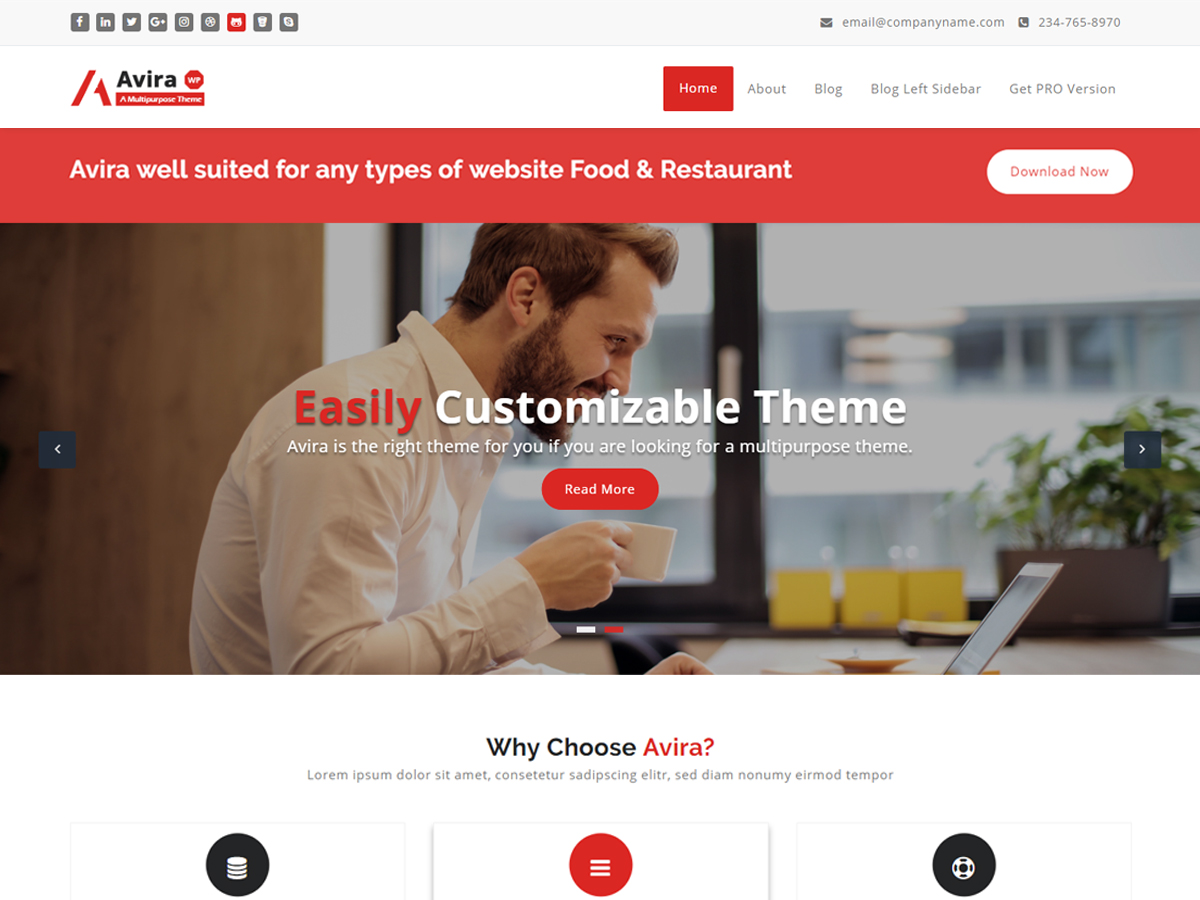 email@companyname.com 234-765-8970
Avira WP
A Multipurpose Theme
Home About Blog Blog Left Sidebar Get PRO Version
Avira well suited for any types of website Food & Restaurant
Download Now
Easily Customizable Theme
Avira is the right theme for you if you are looking for a multipurpose theme.
Read More
Why Choose Avira?
Lorem ipsum dolor sit amet, consetetur sadipscing elitr, sed diam nonumy eirmod tempor